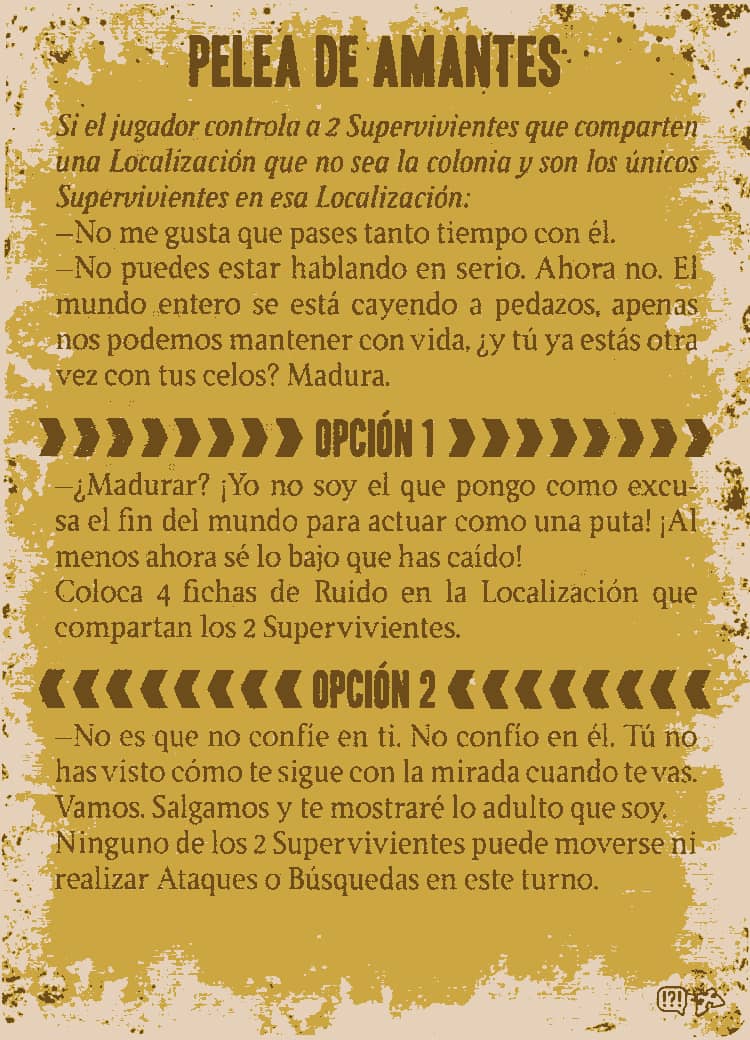 PELEA DE AMANTES
Si el jugador controla a 2 Supervivientes que comparten
una Localización que no sea la colonia y son los únicos
Supervivientes en esa Localización:
—No me gusta que pases tanto tiempo con él.
—No puedes estar hablando en serio. Ahora no. El
mundo entero se está cayendo a pedazos, apenas
nos podemos mantener con vida, ¿y tú ya estás otra
vez con tus celos? Madura.
OPCIÓN 1
—¿Madurar? ¡Yo no soy el que pongo como excu-
sa el fin del mundo para actuar como una puta! ¡Al
menos ahora sé lo bajo que has caído!
Coloca 4 fichas de Ruido en la Localización que
compartan los 2 Supervivientes.
OPCIÓN 2
—No es que no confíe en ti. No confío en él. Tú no
has visto cómo te sigue con la mirada cuando te vas.
Vamos. Salgamos y te mostraré lo adulto que soy.
Ninguno de los 2 Supervivientes puede moverse ni
realizar Ataques o Búsquedas en este turno.
!?!